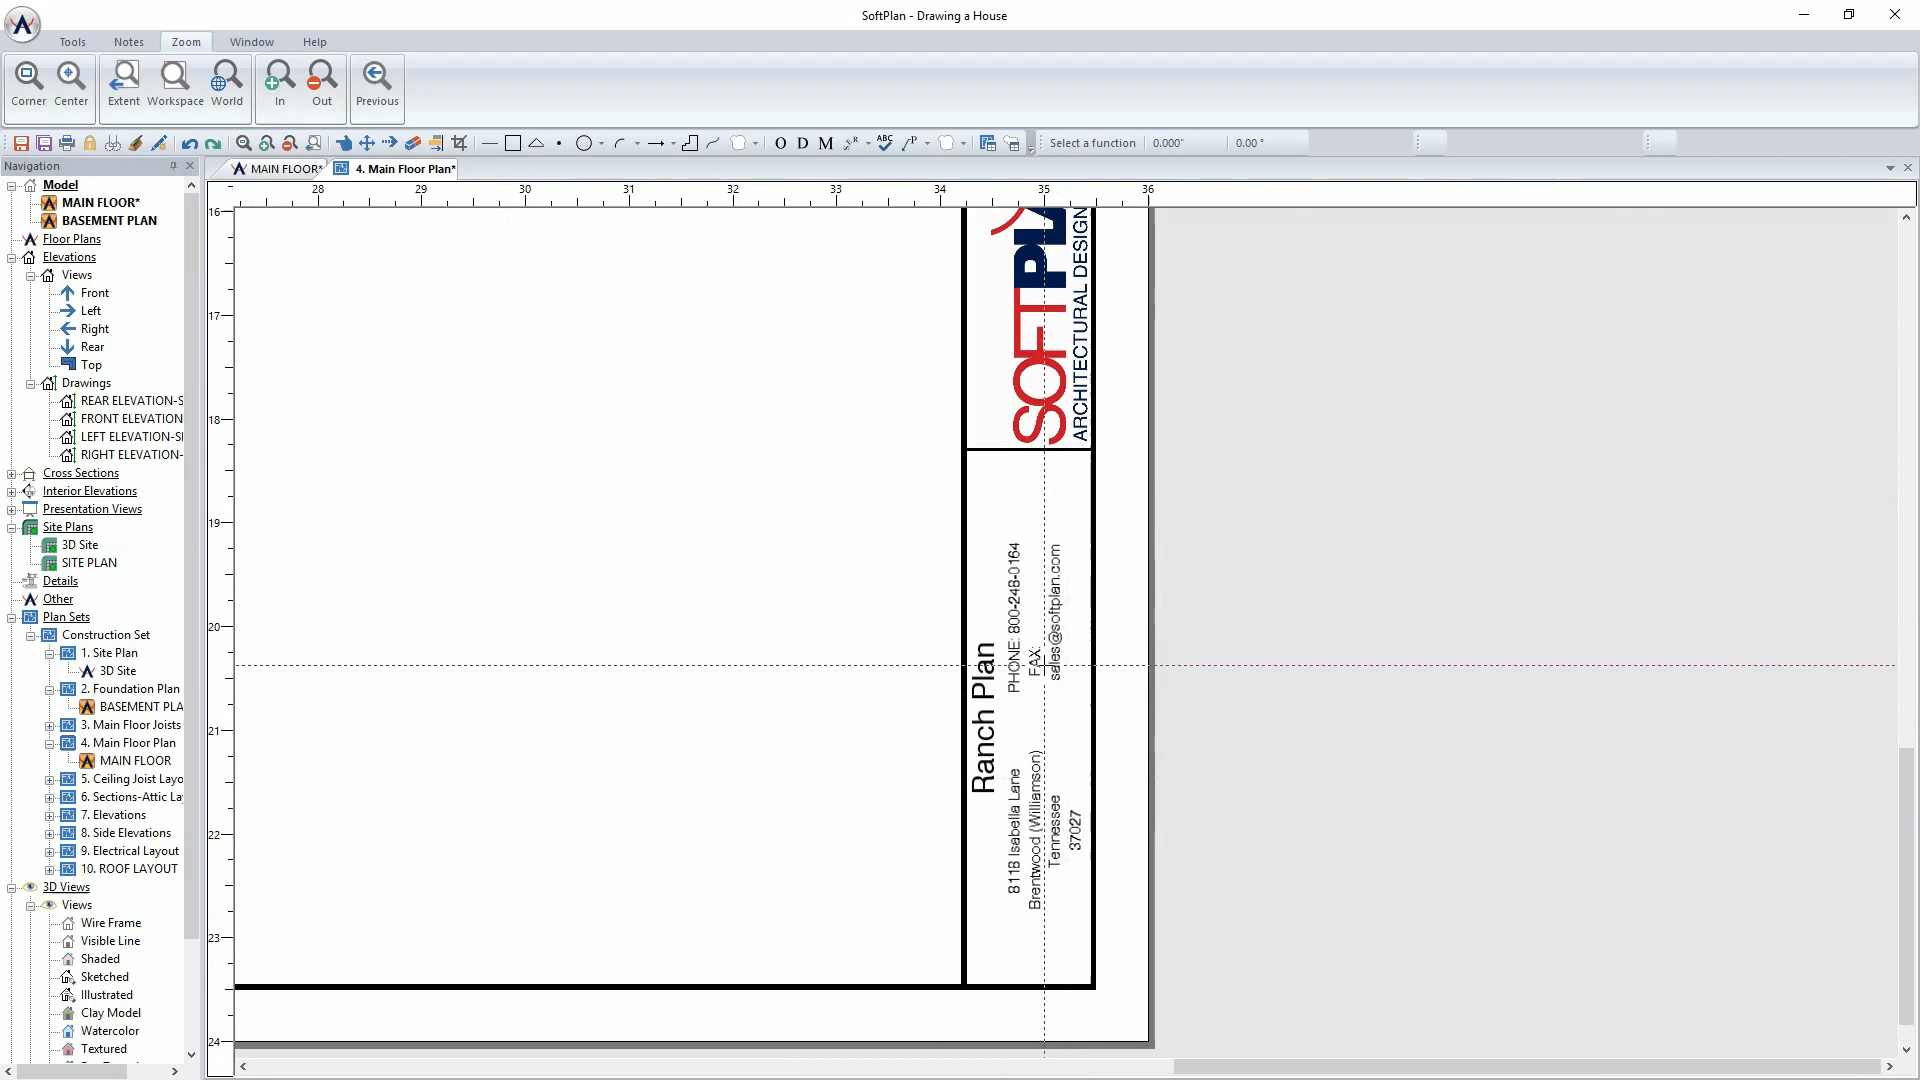 SoftPlan - Drawing a House
Tools Notes Zoom Window Help
Corner Center Extent Workspace World In Out Previous
O D M ABC Select a function 0.000" 0.00 °
Navigation
MAIN FLOOR* 4. Main Floor Plan*
28 29 30 31 32 33 34 35 36
16
17
18
19
20
21
22
23
24
Model
MAIN FLOOR*
BASEMENT PLAN
Floor Plans
Elevations
Views
Front
Left
Right
Rear
Top
Drawings
REAR ELEVATION-S
FRONT ELEVATION
LEFT ELEVATION-SI
RIGHT ELEVATION-
Cross Sections
Interior Elevations
Presentation Views
Site Plans
3D Site
SITE PLAN
Details
Other
Plan Sets
Construction Set
1. Site Plan
3D Site
2. Foundation Plan
BASEMENT PLA
3. Main Floor Joists
4. Main Floor Plan
MAIN FLOOR
5. Ceiling Joist Layo
6. Sections-Attic La
7. Elevations
8. Side Elevations
9. Electrical Layout
10. ROOF LAYOUT
3D Views
Views
Wire Frame
Visible Line
Shaded
Sketched
Illustrated
Clay Model
Watercolor
Textured
SOFTPLA
ARCHITECTURAL DESIGN
Ranch Plan
8118 Isabella Lane
Brentwood (Williamson)
Tennessee
37027
PHONE: 800-248-0164
FAX:
sales@softplan.com